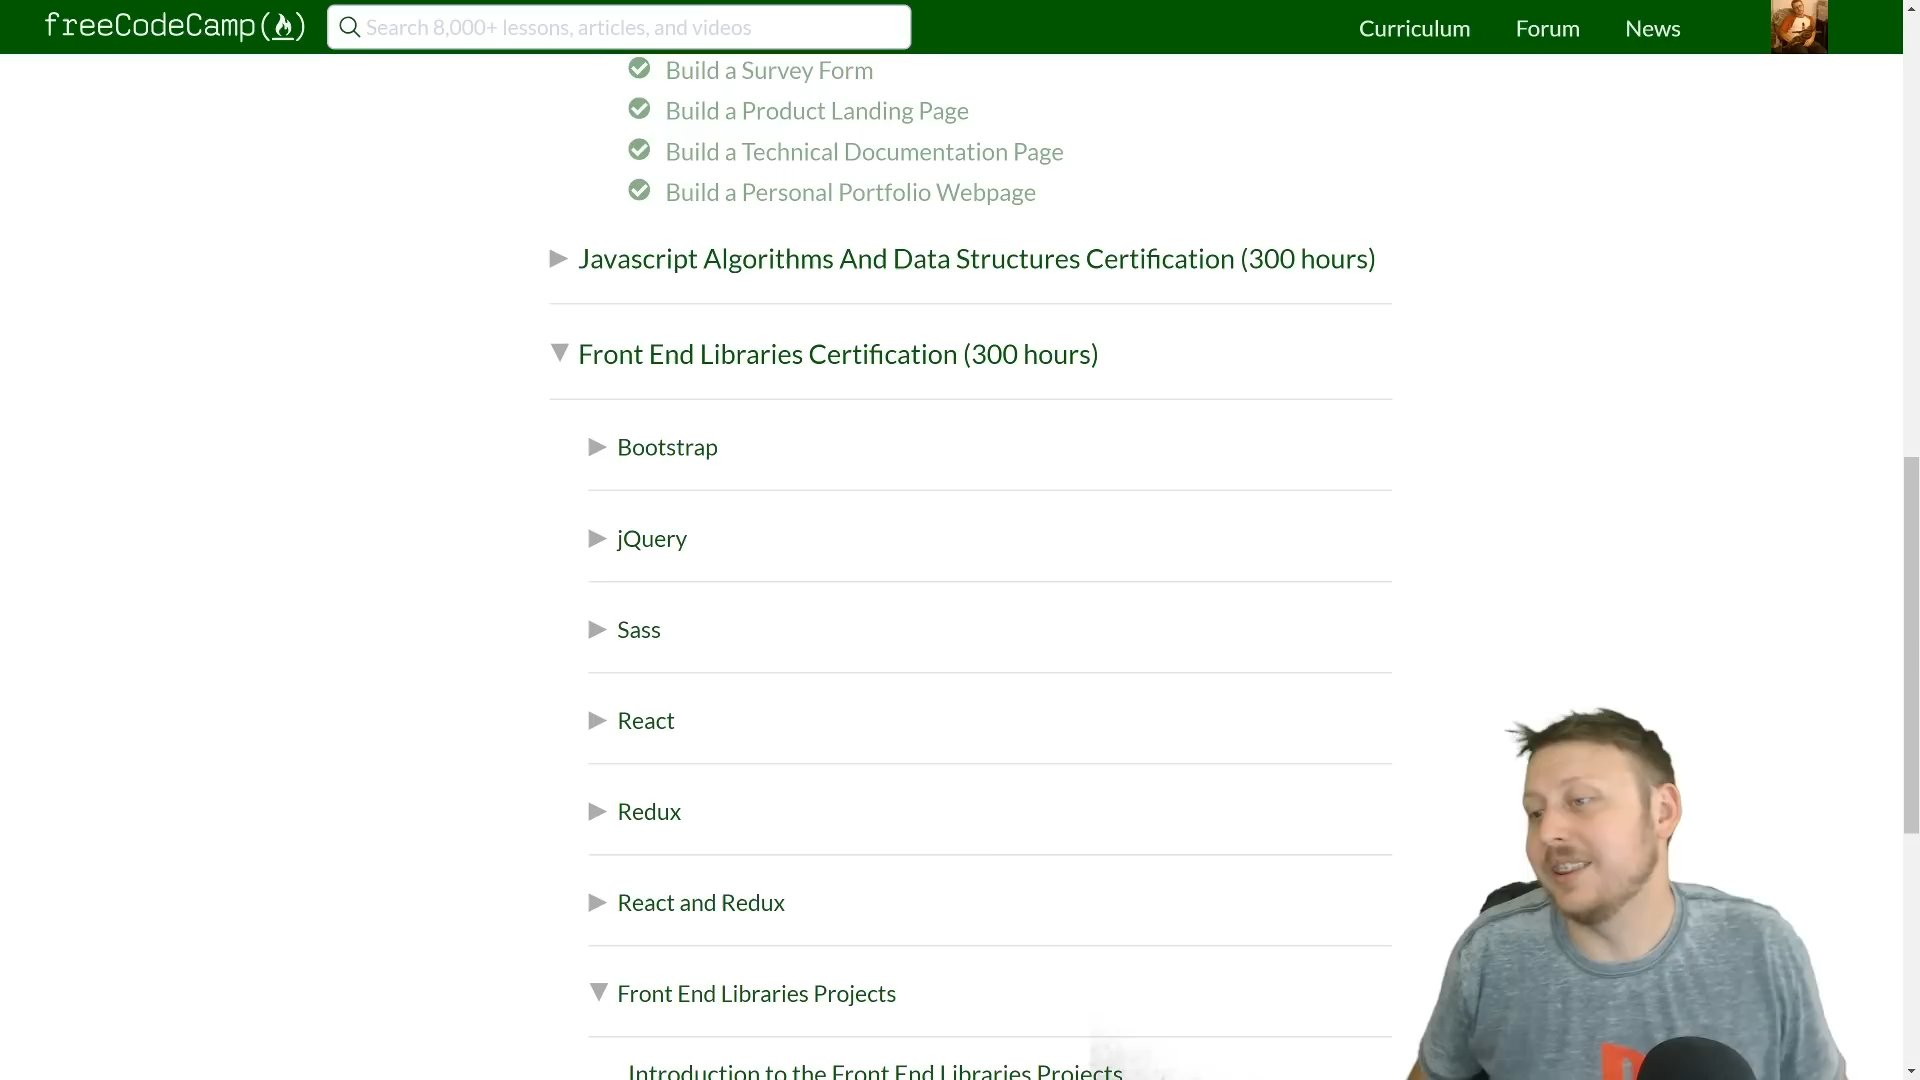 freeCodeCamp
Search 8,000+ lessons, articles, and videos
Curriculum
Forum
News
Build a Survey Form
Build a Product Landing Page
Build a Technical Documentation Page
Build a Personal Portfolio Webpage
Javascript Algorithms And Data Structures Certification (300 hours)
Front End Libraries Certification (300 hours)
Bootstrap
jQuery
Sass
React
Redux
React and Redux
Front End Libraries Projects
Introduction to the Front End Libraries Projects